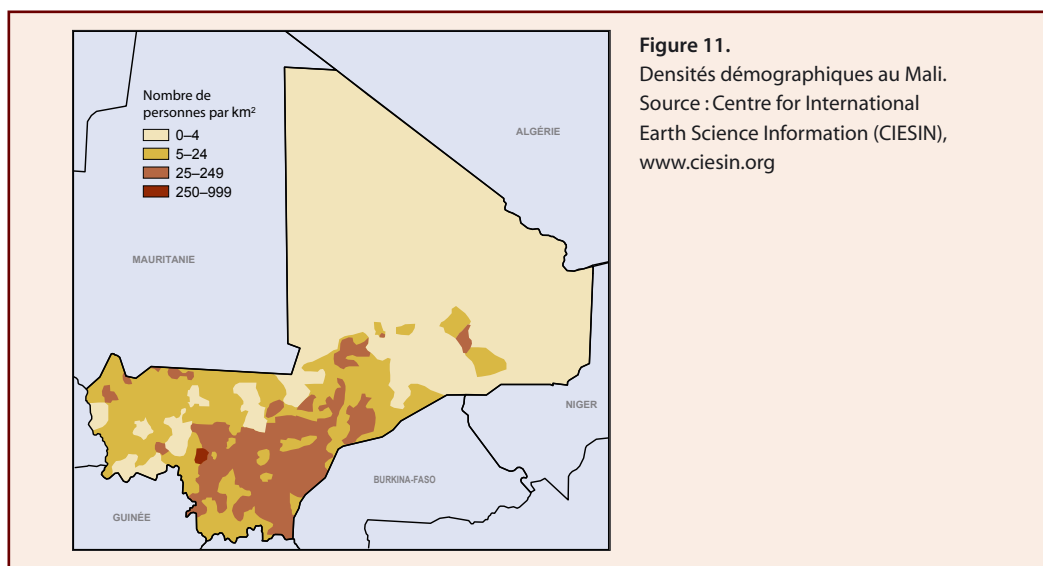 Figure 11.
Densités démographiques au Mali.
Source : Centre for International
Earth Science Information (CIESIN),
www.ciesin.org
Nombre de
personnes par km²
0–4
5–24
25–249
250–999
ALGÉRIE
MAURITANIE
NIGER
BURKINA-FASO
GUINÉE